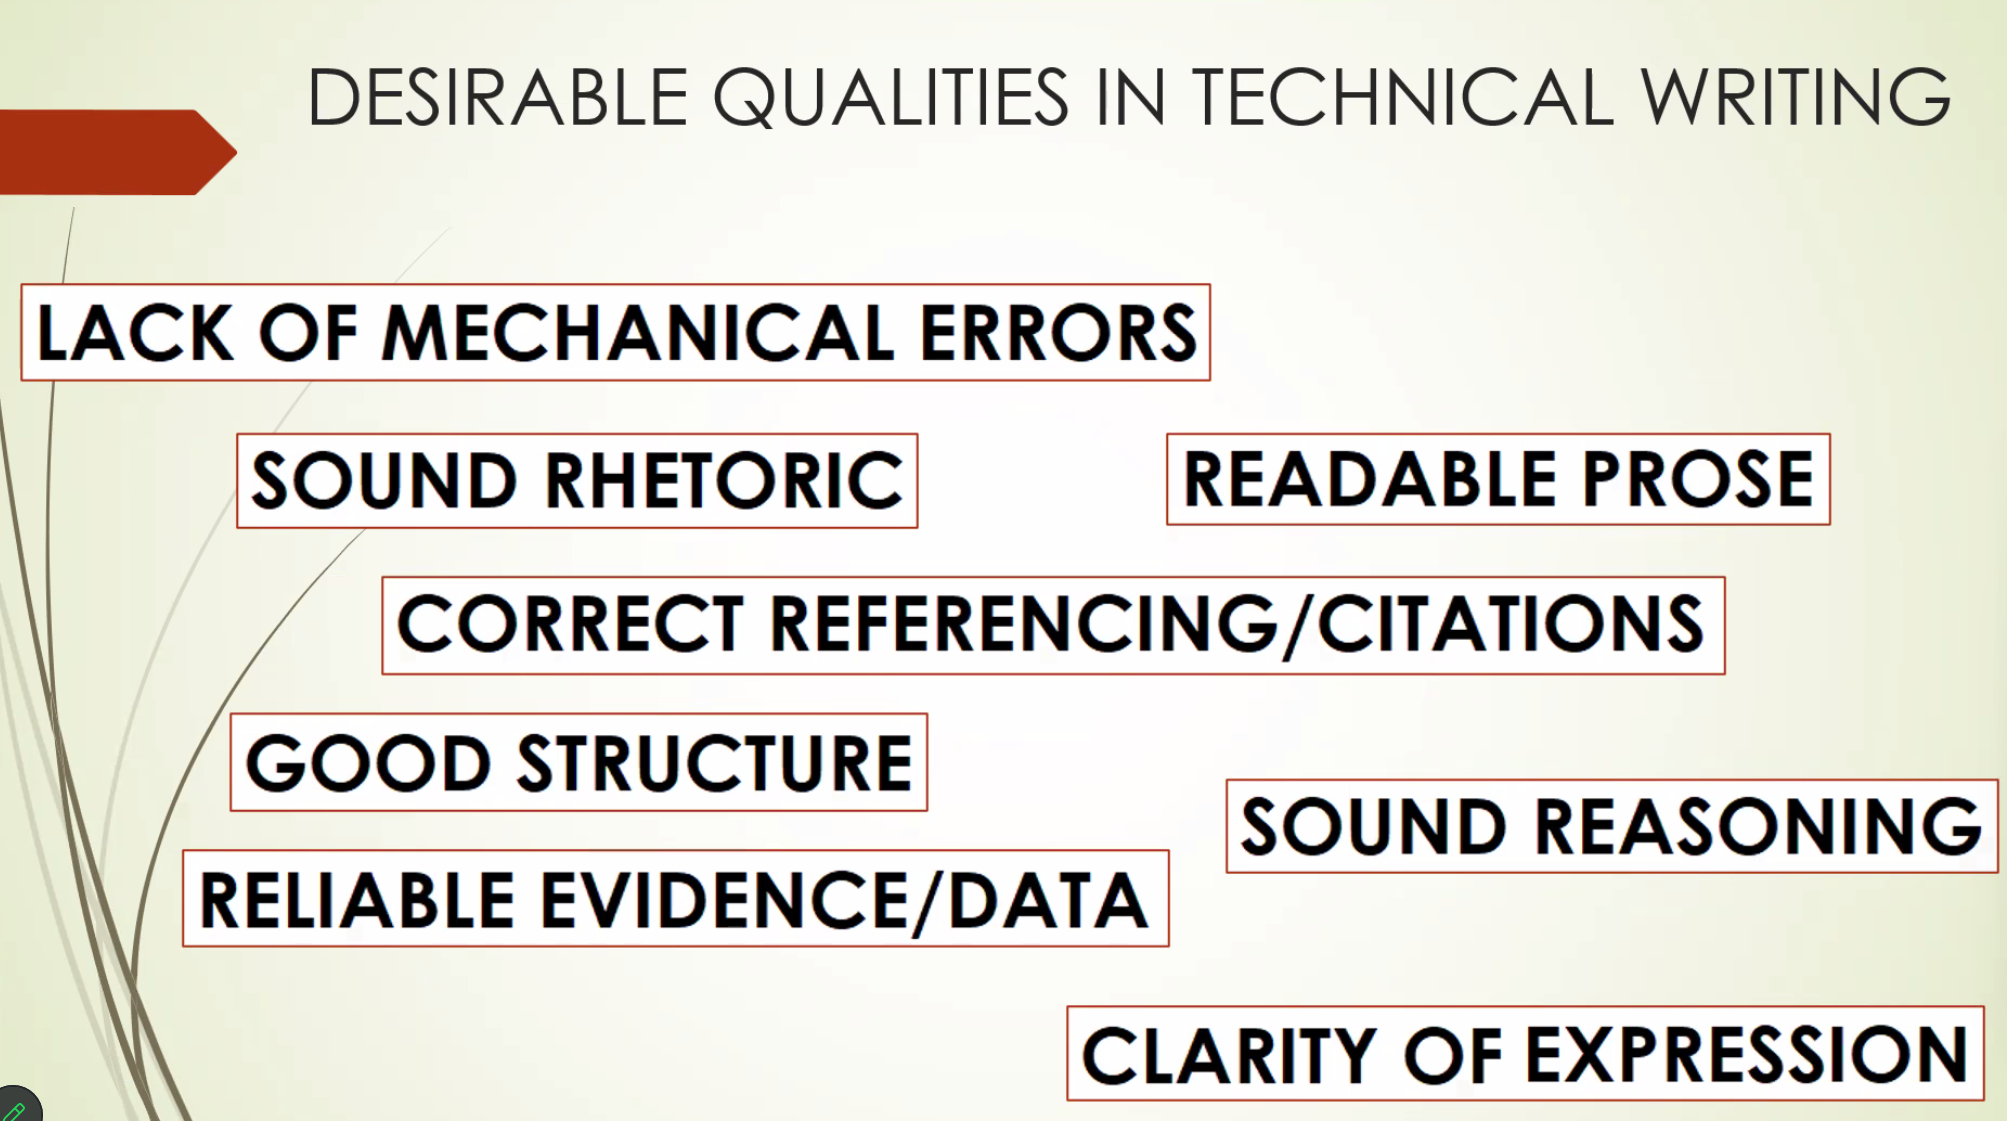 DESIRABLE QUALITIES IN TECHNICAL WRITING
LACK OF MECHANICAL ERRORS
SOUND RHETORIC
READABLE PROSE
CORRECT REFERENCING/CITATIONS
GOOD STRUCTURE
SOUND REASONING
RELIABLE EVIDENCE/DATA
CLARITY OF EXPRESSION